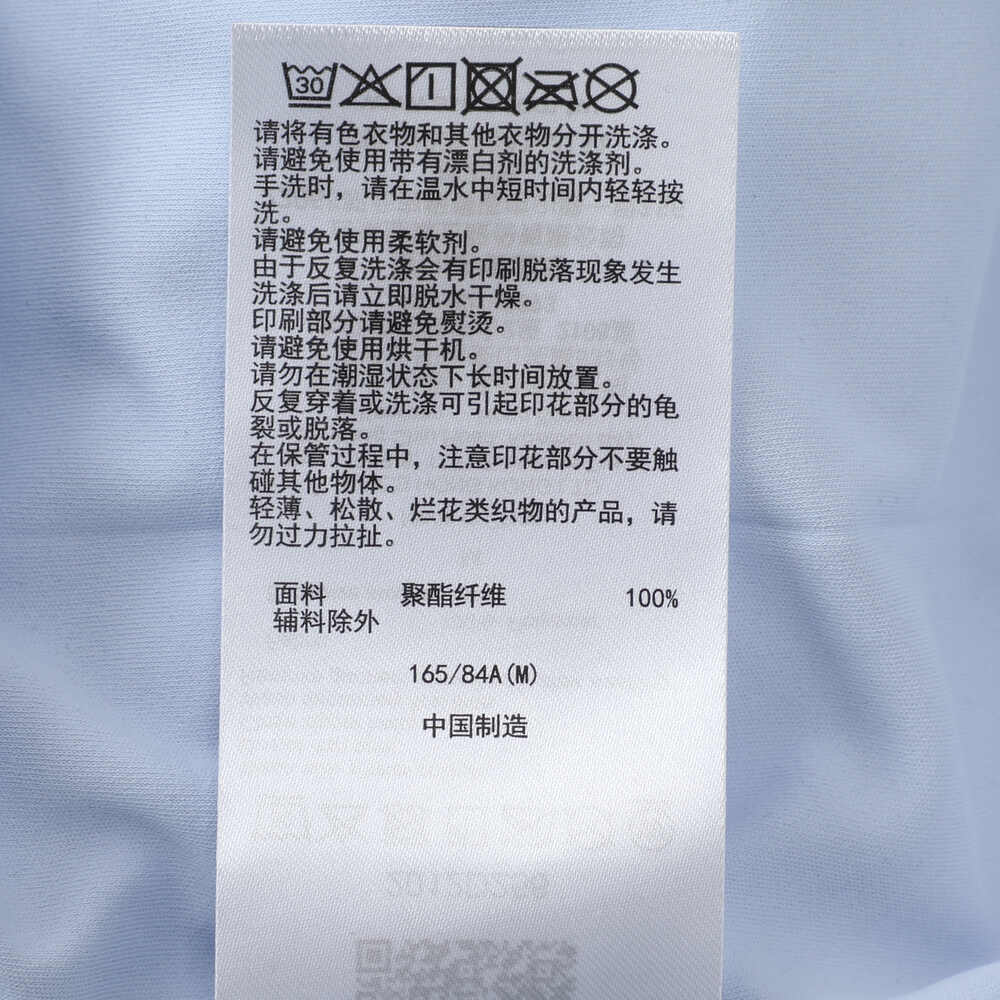 30
请将有色衣物和其他衣物分开洗涤。
请避免使用带有漂白剂的洗涤剂。
手洗时，请在温水中短时间内轻轻按
洗。
请避免使用柔软剂。
由于反复洗涤会有印刷脱落现象发生
洗涤后请立即脱水干燥。
印刷部分请避免熨烫。
请避免使用烘干机。
请勿在潮湿状态下长时间放置。
反复穿着或洗涤可引起印花部分的龟
裂或脱落。
在保管过程中，注意印花部分不要触
碰其他物体。
轻薄、松散、烂花类织物的产品，请
勿过力拉扯。
面料 聚酯纤维 100%
辅料除外
165/84A(M)
中国制造